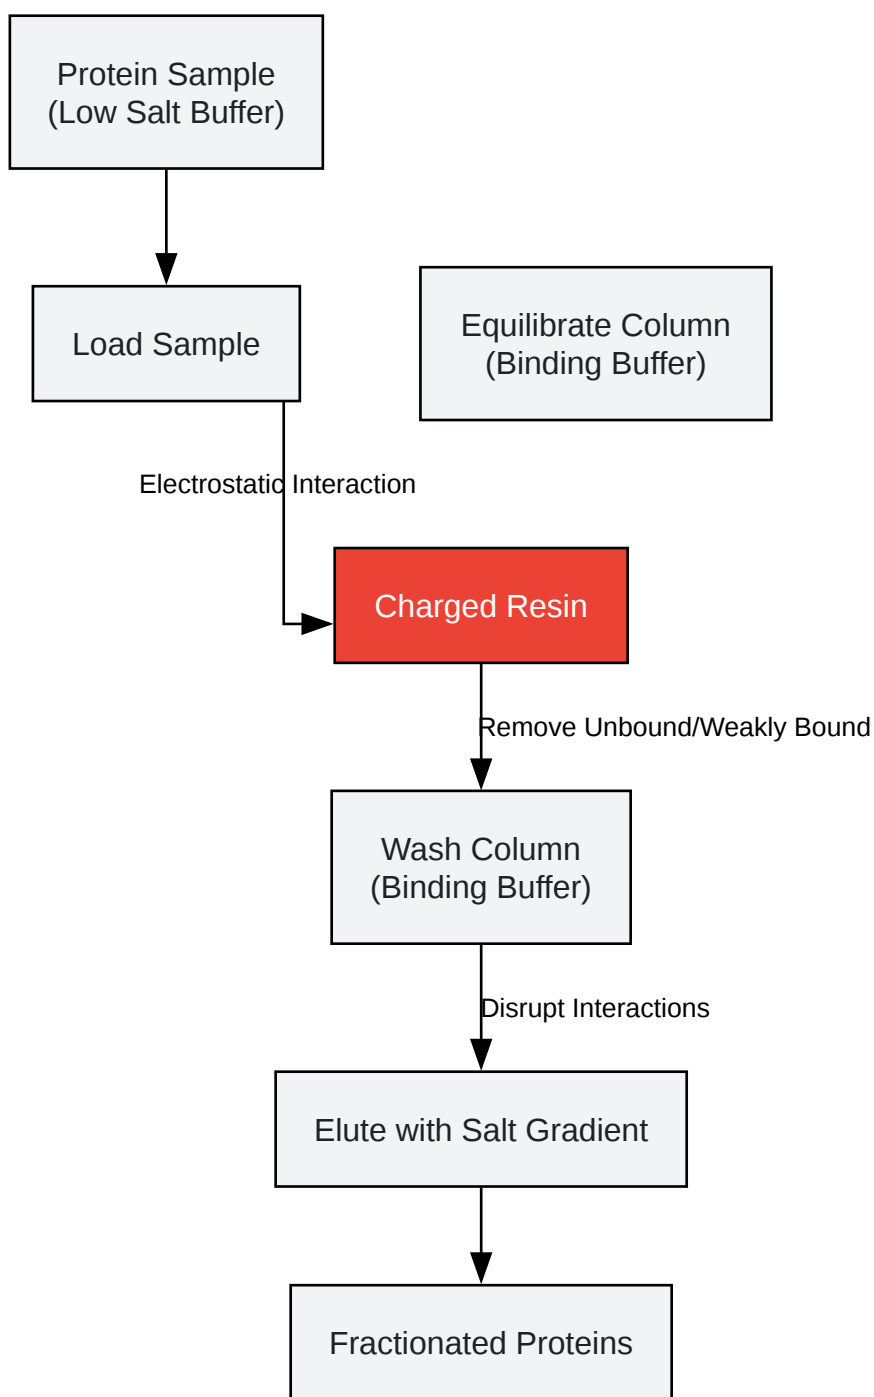 Protein Sample
(Low Salt Buffer)
Load Sample
Equilibrate Column
(Binding Buffer)
Electrostatic Interaction
Charged Resin
Remove Unbound/Weakly Bound
Wash Column
(Binding Buffer)
Disrupt Interactions
Elute with Salt Gradient
Fractionated Proteins